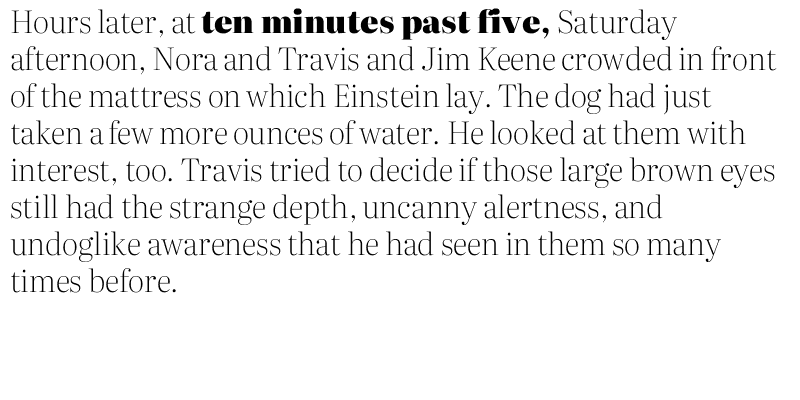 Hours later, at ten minutes past five, Saturday
afternoon, Nora and Travis and Jim Keene crowded in front
of the mattress on which Einstein lay. The dog had just
taken a few more ounces of water. He looked at them with
interest, too. Travis tried to decide if those large brown eyes
still had the strange depth, uncanny alertness, and
undoglike awareness that he had seen in them so many
times before.